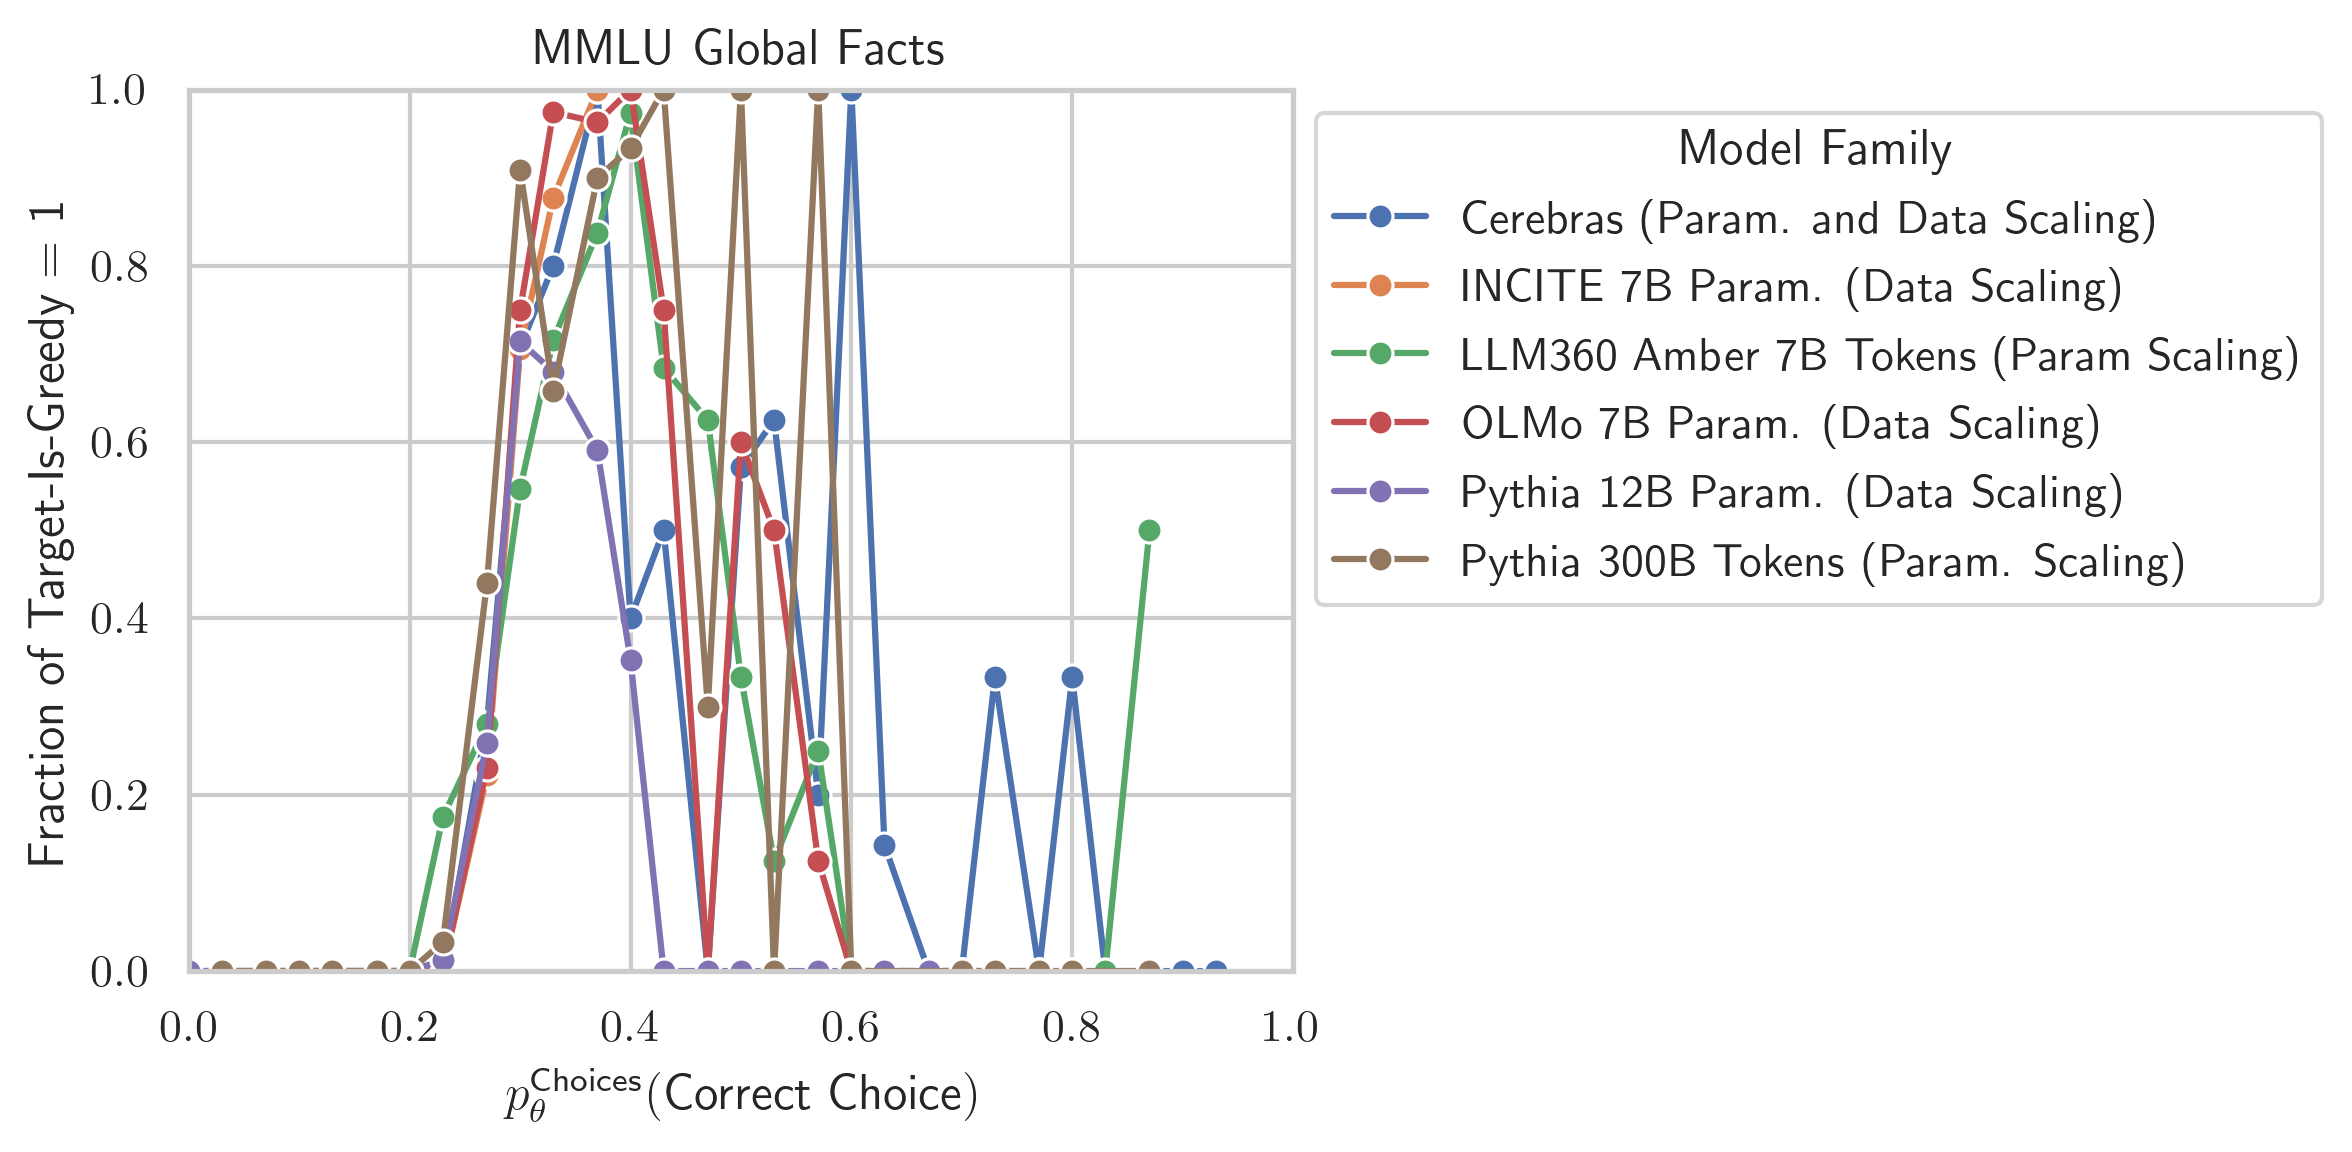 MMLU Global Facts
Fraction of Target-Is-Greedy = 1
1.0
0.8
0.6
0.4
0.2
0.0
0.0 0.2 0.4 0.6 0.8 1.0
p_θ^Choices(Correct Choice)
Model Family
Cerebras (Param. and Data Scaling)
INCITE 7B Param. (Data Scaling)
LLM360 Amber 7B Tokens (Param Scaling)
OLMo 7B Param. (Data Scaling)
Pythia 12B Param. (Data Scaling)
Pythia 300B Tokens (Param. Scaling)